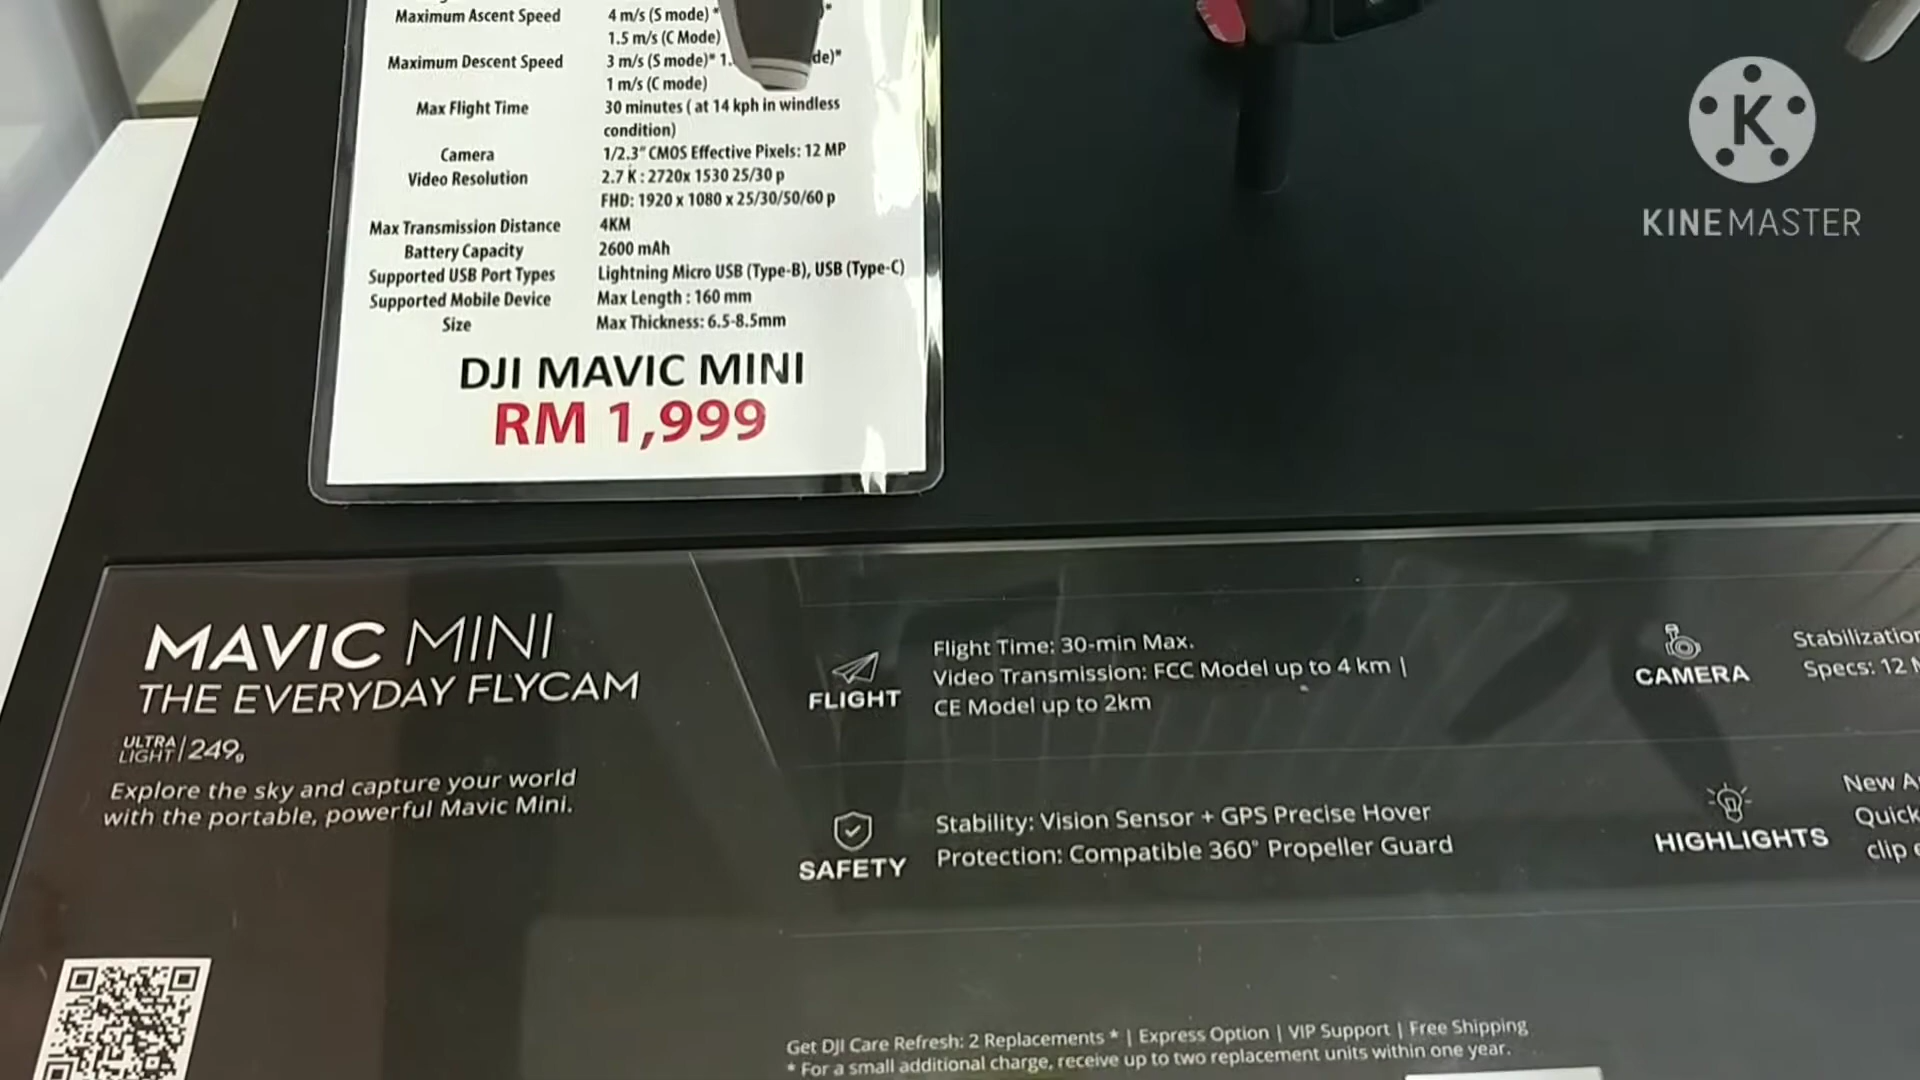 Maximum Ascent Speed 4 m/s (S mode) *
1.5 m/s (C Mode)
Maximum Descent Speed 3 m/s (S mode)* 1. de)*
1 m/s (C mode)
Max Flight Time 30 minutes ( at 14 kph in windless
condition)
Camera 1/2.3" CMOS Effective Pixels: 12 MP
Video Resolution 2.7 K : 2720x 1530 25/30 p
FHD: 1920 x 1080 x 25/30/50/60 p
Max Transmission Distance 4KM
Battery Capacity 2600 mAh
Supported USB Port Types Lightning Micro USB (Type-B), USB (Type-C)
Supported Mobile Device Max Length : 160 mm
Size Max Thickness: 6.5-8.5mm
DJI MAVIC MINI
RM 1,999
K
KINEMASTER
MAVIC MINI
THE EVERYDAY FLYCAM
ULTRA LIGHT | 249g
Explore the sky and capture your world
with the portable, powerful Mavic Mini.
FLIGHT
Flight Time: 30-min Max.
Video Transmission: FCC Model up to 4 km |
CE Model up to 2km
CAMERA
Stabilization
Specs: 12
SAFETY
Stability: Vision Sensor + GPS Precise Hover
Protection: Compatible 360° Propeller Guard
HIGHLIGHTS
New
Quick
clip
Get DJI Care Refresh: 2 Replacements * | Express Option | VIP Support | Free Shipping
* For a small additional charge, receive up to two replacement units within one year.